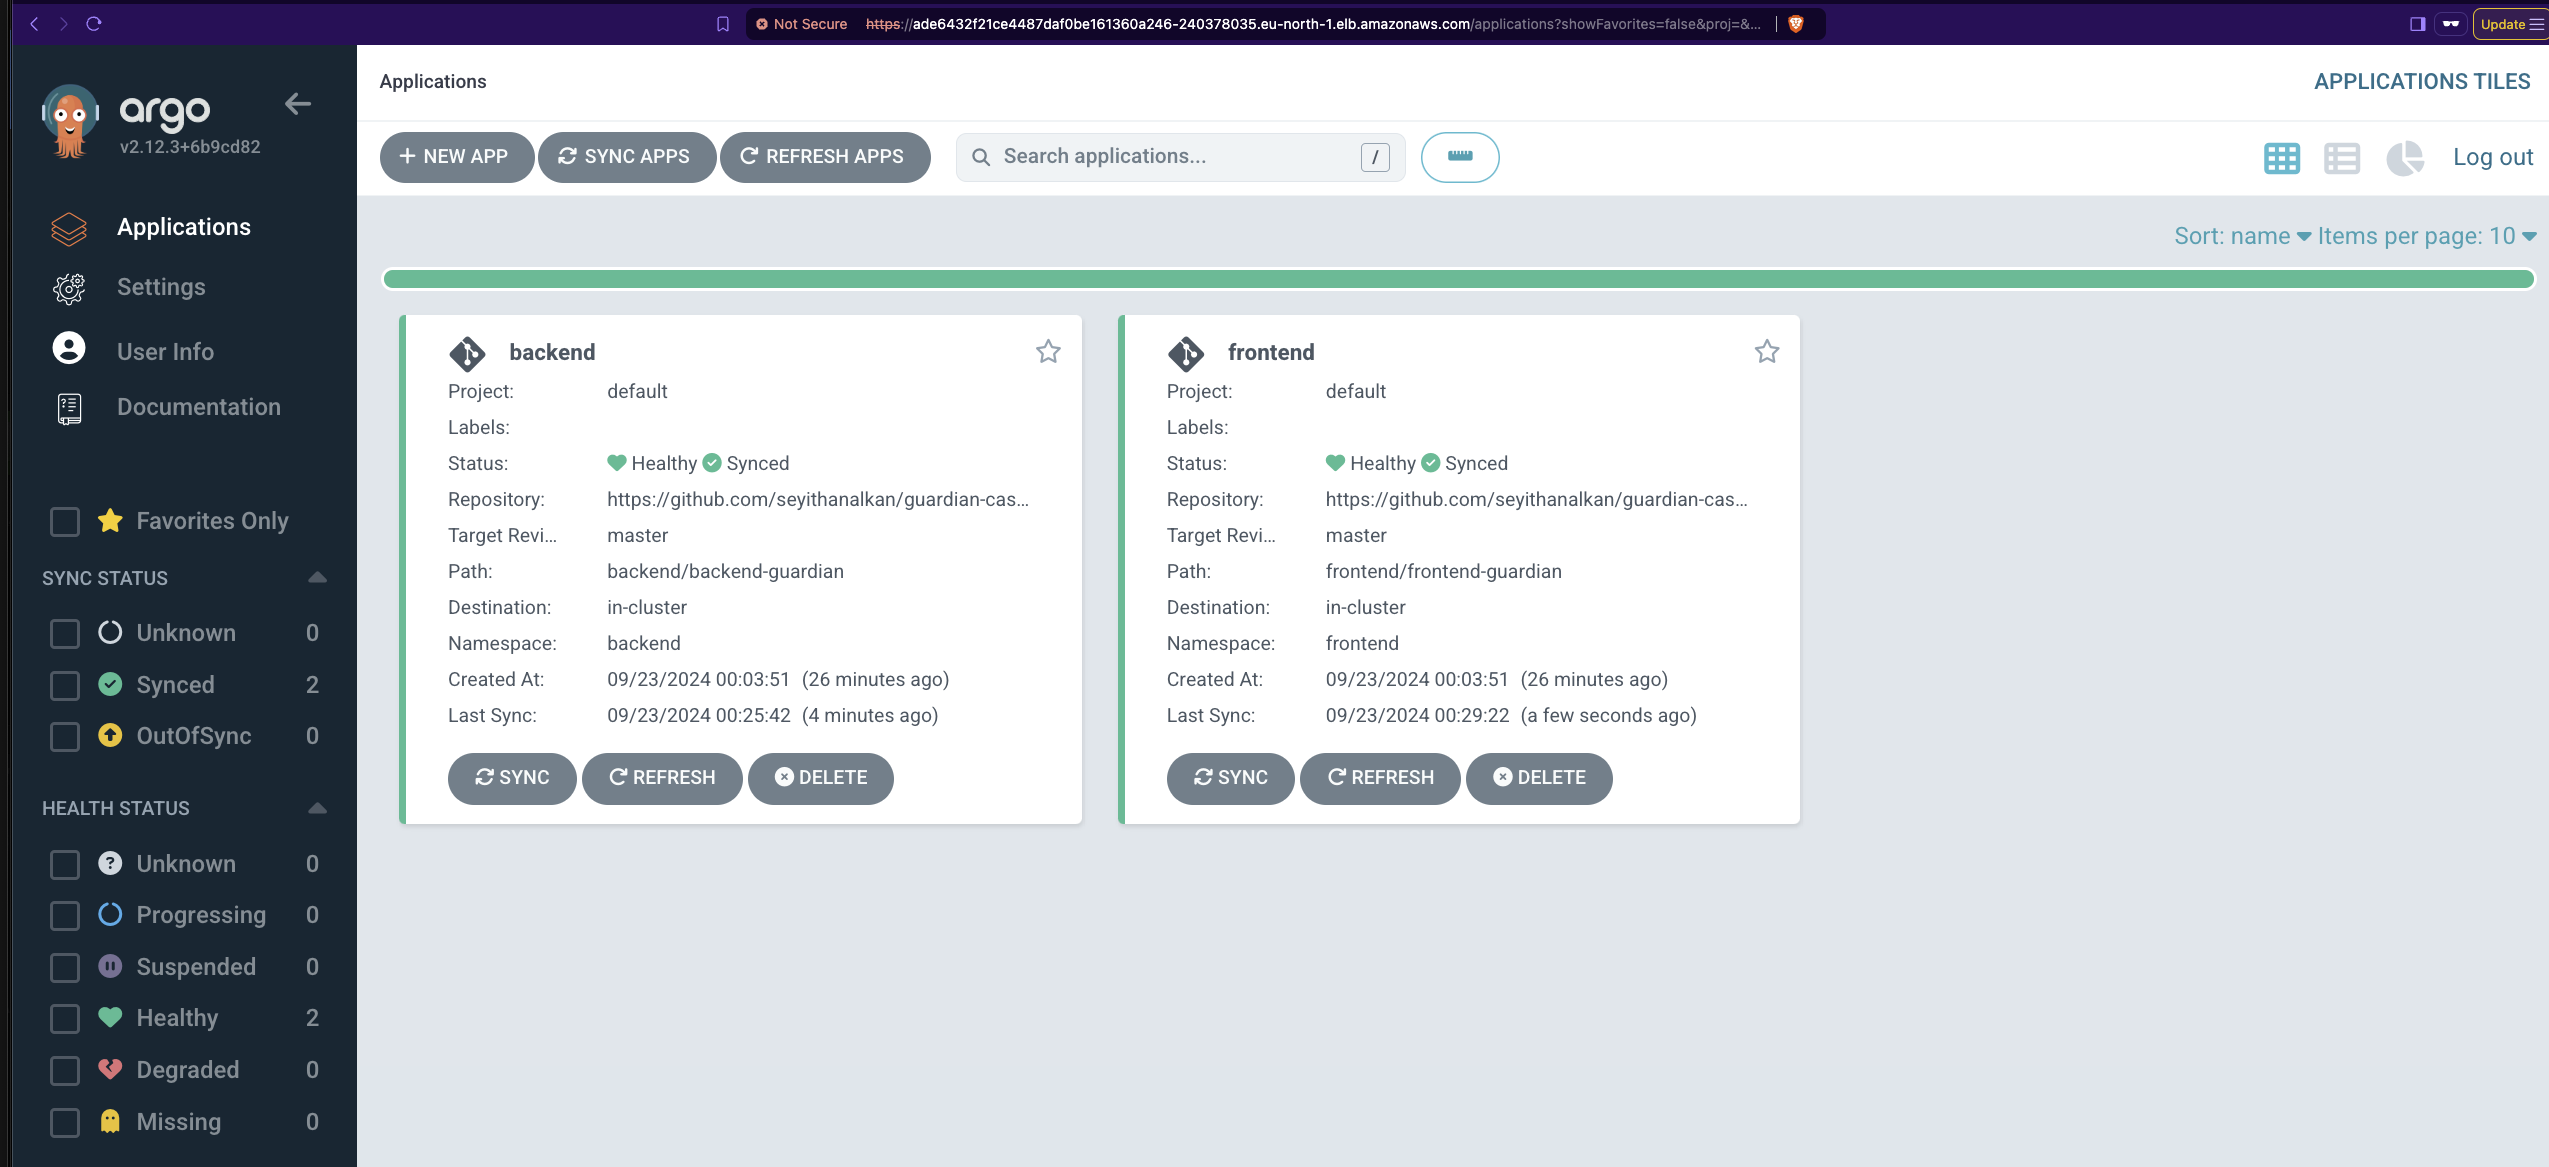 Not Secure https://ade6432f21ce4487daf0be161360a246-240378035.eu-north-1.elb.amazonaws.com/applications?showFavorites=false&proj=&...
Update
argo
v2.12.3+6b9cd82
Applications
Settings
User Info
Documentation
Favorites Only
SYNC STATUS
Unknown 0
Synced 2
OutOfSync 0
HEALTH STATUS
Unknown 0
Progressing 0
Suspended 0
Healthy 2
Degraded 0
Missing 0
Applications
APPLICATIONS TILES
+ NEW APP
SYNC APPS
REFRESH APPS
Search applications...
/
Log out
Sort: name
Items per page: 10
backend
Project: default
Labels:
Status: Healthy Synced
Repository: https://github.com/seyithanalkan/guardian-cas...
Target Revi... master
Path: backend/backend-guardian
Destination: in-cluster
Namespace: backend
Created At: 09/23/2024 00:03:51 (26 minutes ago)
Last Sync: 09/23/2024 00:25:42 (4 minutes ago)
SYNC
REFRESH
DELETE
frontend
Project: default
Labels:
Status: Healthy Synced
Repository: https://github.com/seyithanalkan/guardian-cas...
Target Revi... master
Path: frontend/frontend-guardian
Destination: in-cluster
Namespace: frontend
Created At: 09/23/2024 00:03:51 (26 minutes ago)
Last Sync: 09/23/2024 00:29:22 (a few seconds ago)
SYNC
REFRESH
DELETE